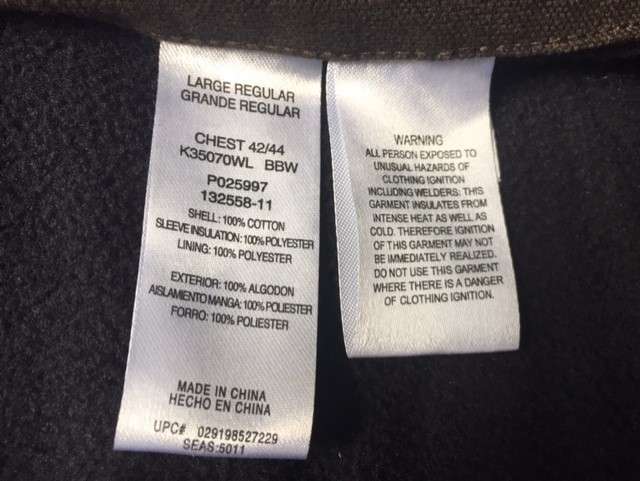 LARGE REGULAR
GRANDE REGULAR
CHEST 42/44
K35070WL BBW
P025997
132558-11
SHELL: 100% COTTON
SLEEVE INSULATION: 100% POLYESTER
LINING: 100% POLYESTER
EXTERIOR: 100% ALGODON
AISLAMIENTO MANGA: 100% POLIESTER
FORRO: 100% POLIESTER
MADE IN CHINA
HECHO EN CHINA
UPC# 029198527229
SEAS:5011
WARNING
ALL PERSON EXPOSED TO
UNUSUAL HAZARDS OF
CLOTHING IGNITION
INCLUDING WELDERS: THIS
GARMENT INSULATES FROM
INTENSE HEAT AS WELL AS
COLD. THEREFORE IGNITION
OF THIS GARMENT MAY NOT
BE IMMEDIATELY REALIZED.
DO NOT USE THIS GARMENT
WHERE THERE IS A DANGER
OF CLOTHING IGNITION.